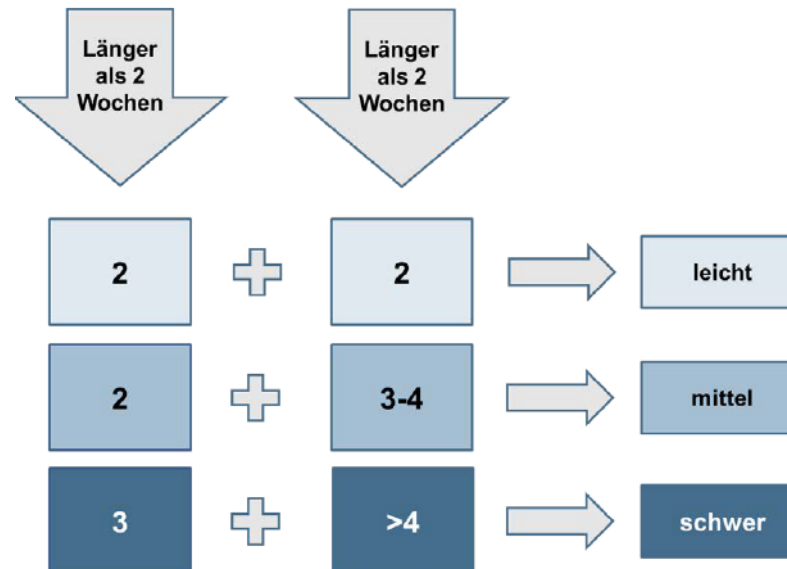 Länger
als 2
Wochen
Länger
als 2
Wochen
2
2
leicht
2
3-4
mittel
3
>4
schwer